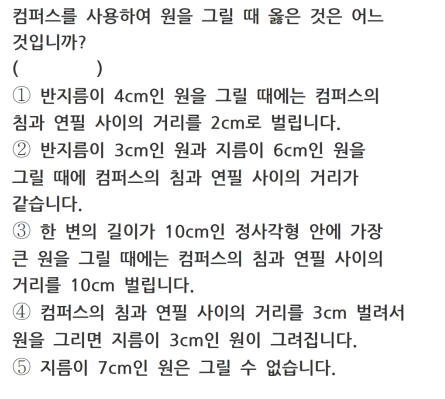 컴퍼스를 사용하여 원을 그릴 때 옳은 것은 어느
것입니까?
(          )
① 반지름이 4cm인 원을 그릴 때에는 컴퍼스의
침과 연필 사이의 거리를 2cm로 벌립니다.
② 반지름이 3cm인 원과 지름이 6cm인 원을
그릴 때에 컴퍼스의 침과 연필 사이의 거리가
같습니다.
③ 한 변의 길이가 10cm인 정사각형 안에 가장
큰 원을 그릴 때에는 컴퍼스의 침과 연필 사이의
거리를 10cm 벌립니다.
④ 컴퍼스의 침과 연필 사이의 거리를 3cm 벌려서
원을 그리면 지름이 3cm인 원이 그려집니다.
⑤ 지름이 7cm인 원은 그릴 수 없습니다.